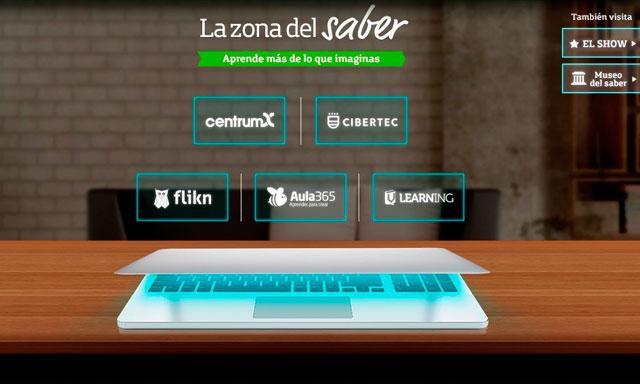 La zona del saber
Aprende más de lo que imaginas
También visita
EL SHOW
Museo
del saber
centrumX
CIBERTEC
flikn
Aula365
Aprender para crear
LEARNING